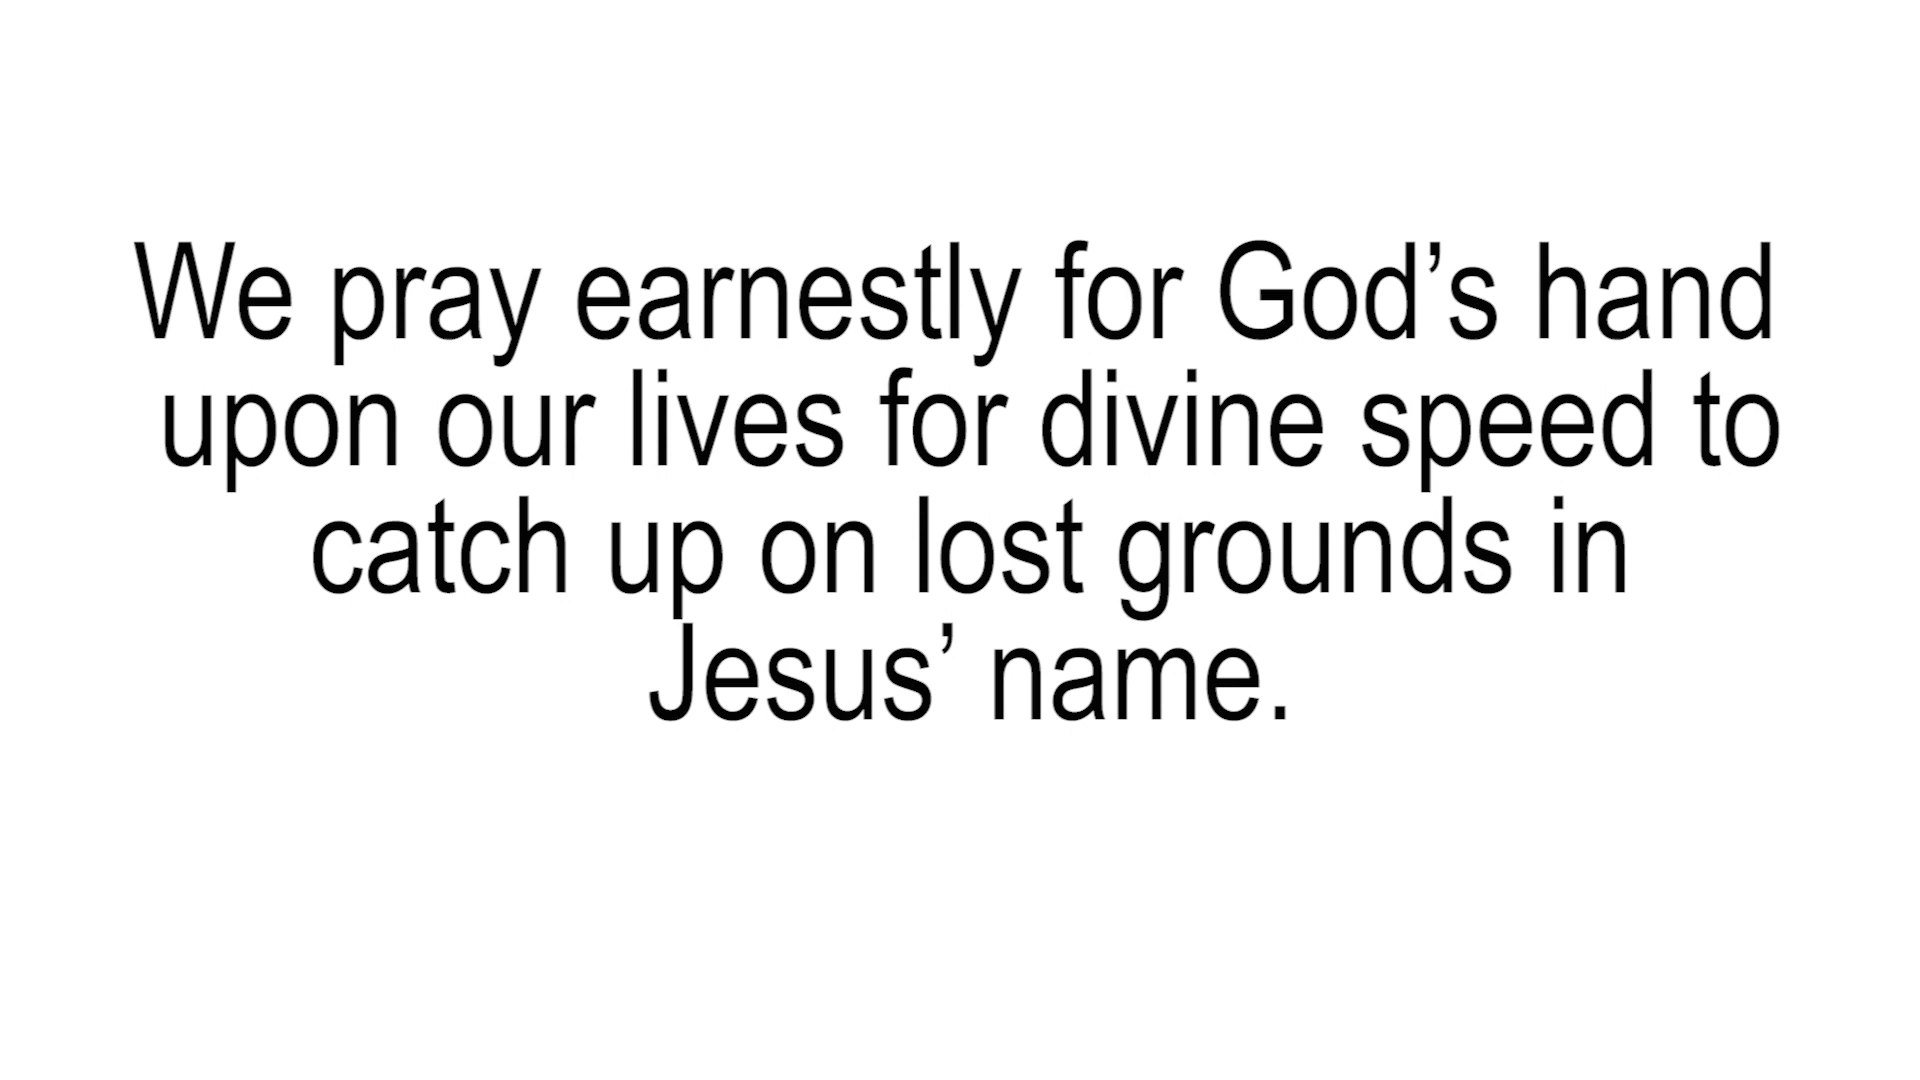 We pray earnestly for God’s hand
upon our lives for divine speed to
catch up on lost grounds in
Jesus’ name.